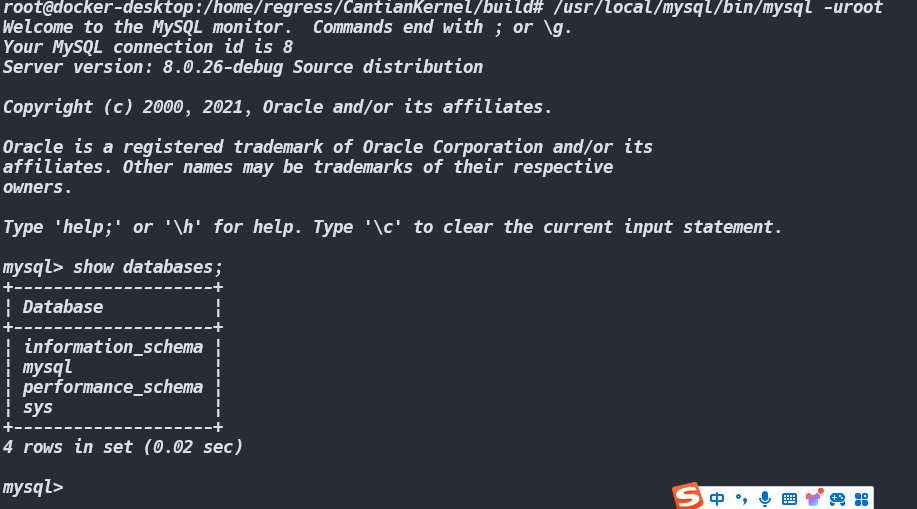 root@docker-desktop:/home/regress/CantianKernel/build# /usr/local/mysql/bin/mysql -uroot
Welcome to the MySQL monitor.  Commands end with ; or \g.
Your MySQL connection id is 8
Server version: 8.0.26-debug Source distribution

Copyright (c) 2000, 2021, Oracle and/or its affiliates.

Oracle is a registered trademark of Oracle Corporation and/or its
affiliates. Other names may be trademarks of their respective
owners.

Type 'help;' or '\h' for help. Type '\c' to clear the current input statement.

mysql> show databases;
+--------------------+
| Database           |
+--------------------+
| information_schema |
| mysql              |
| performance_schema |
| sys                |
+--------------------+
4 rows in set (0.02 sec)

mysql>
S 中 °,